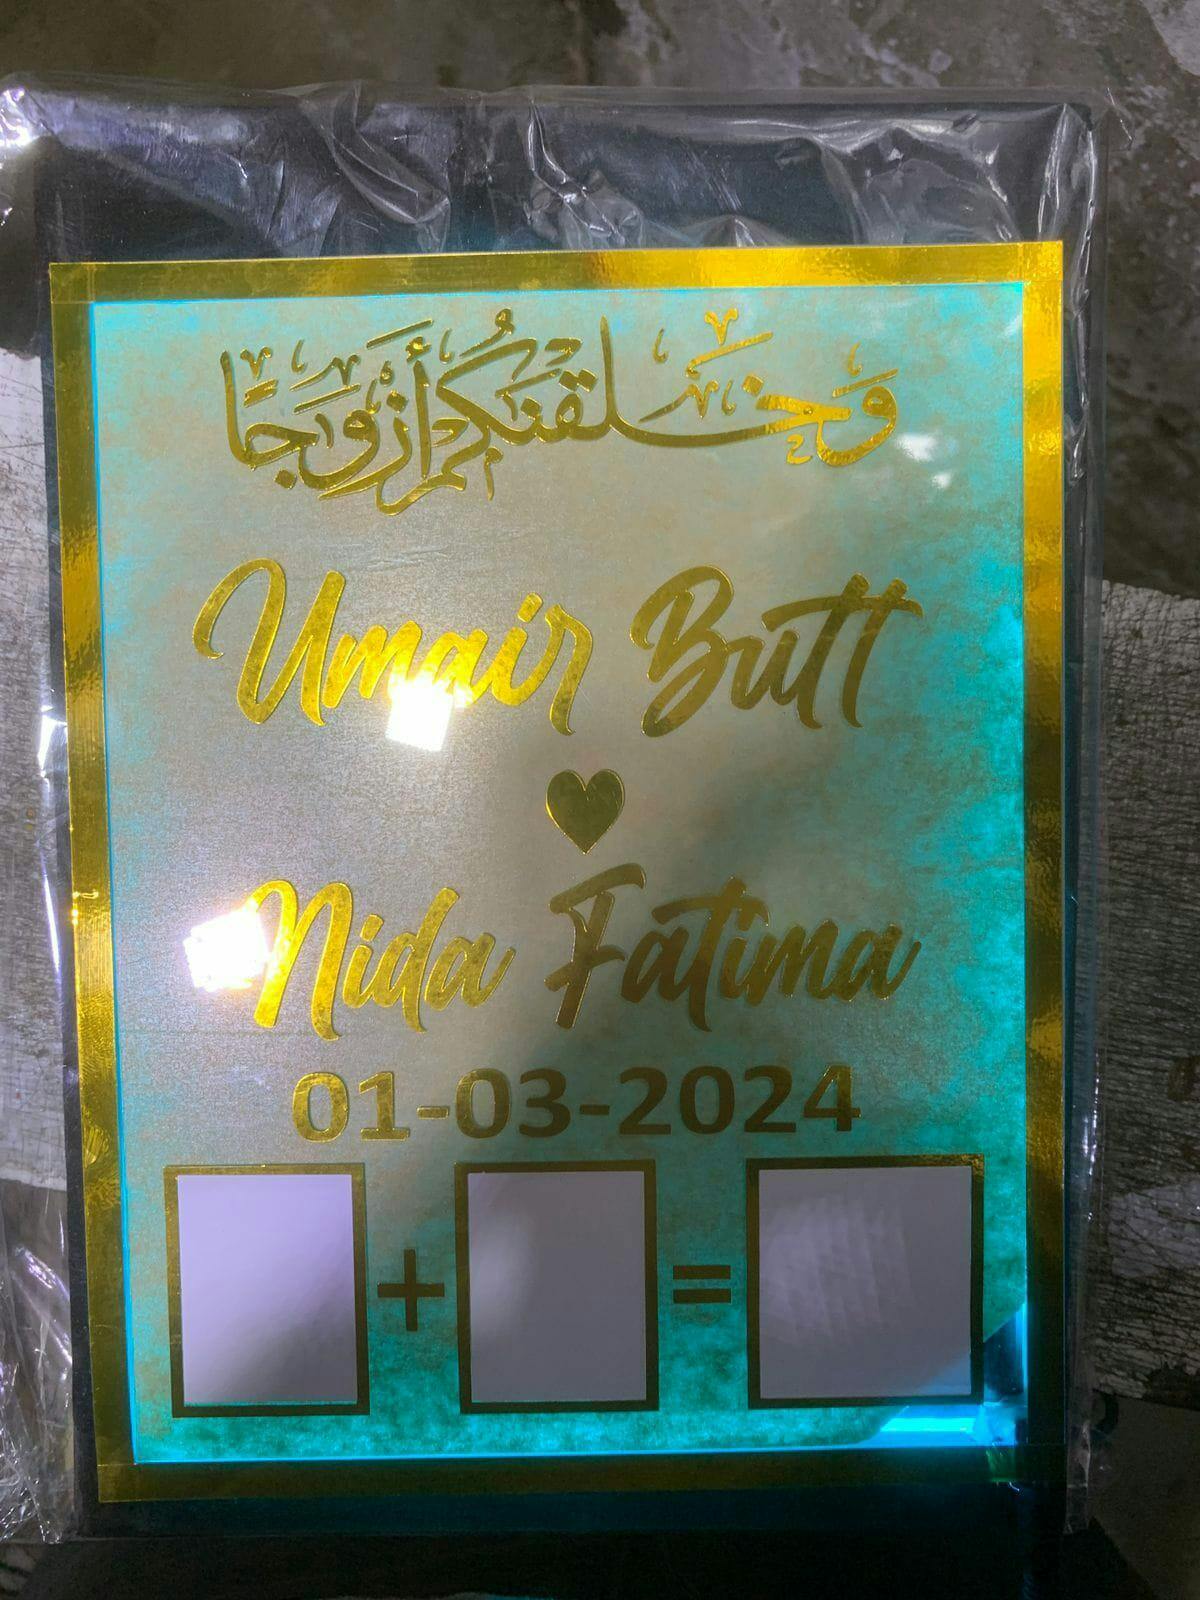 وَخَلَقْنَكُمْ أَزْوَجًا
Umair Butt
♥
Nida Fatima
01-03-2024
+ =